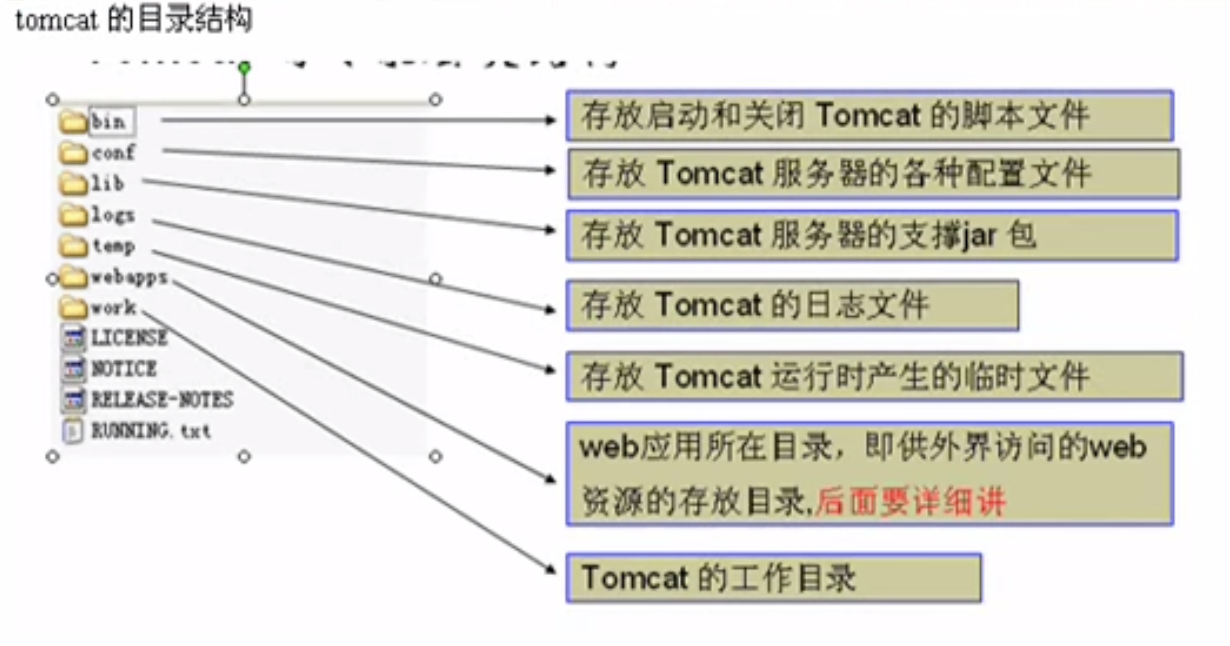 tomcat 的目录结构
bin
存放启动和关闭 Tomcat 的脚本文件
conf
存放 Tomcat 服务器的各种配置文件
lib
存放 Tomcat 服务器的支撑jar 包
logs
存放 Tomcat 的日志文件
temp
存放 Tomcat 运行时产生的临时文件
webapps
web应用所在目录，即供外界访问的web
资源的存放目录,后面要详细讲
work
Tomcat 的工作目录
LICENSE
NOTICE
RELEASE-NOTES
RUNNING.txt